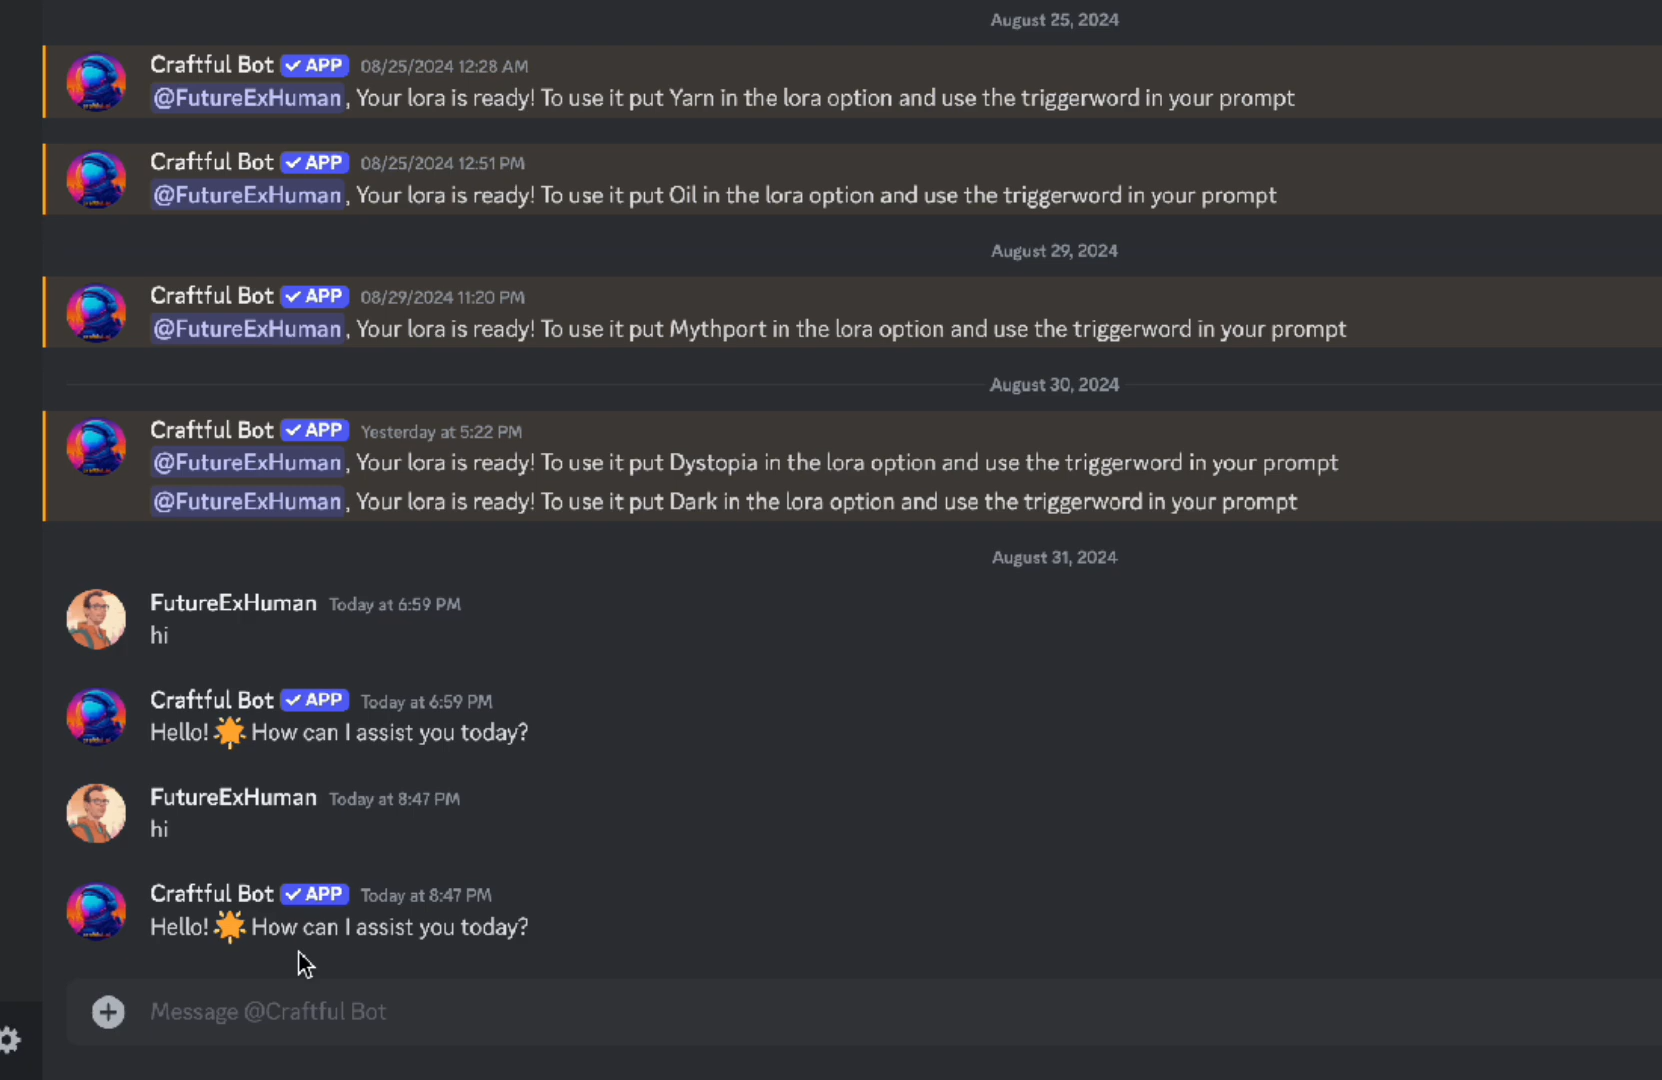 August 25, 2024
Craftful Bot ✓ APP 08/25/2024 12:28 AM
@FutureExHuman, Your lora is ready! To use it put Yarn in the lora option and use the triggerword in your prompt
Craftful Bot ✓ APP 08/25/2024 12:51 PM
@FutureExHuman, Your lora is ready! To use it put Oil in the lora option and use the triggerword in your prompt
August 29, 2024
Craftful Bot ✓ APP 08/29/2024 11:20 PM
@FutureExHuman, Your lora is ready! To use it put Mythport in the lora option and use the triggerword in your prompt
August 30, 2024
Craftful Bot ✓ APP Yesterday at 5:22 PM
@FutureExHuman, Your lora is ready! To use it put Dystopia in the lora option and use the triggerword in your prompt
@FutureExHuman, Your lora is ready! To use it put Dark in the lora option and use the triggerword in your prompt
August 31, 2024
FutureExHuman Today at 6:59 PM
hi
Craftful Bot ✓ APP Today at 6:59 PM
Hello! 🌟 How can I assist you today?
FutureExHuman Today at 8:47 PM
hi
Craftful Bot ✓ APP Today at 8:47 PM
Hello! 🌟 How can I assist you today?
Message @Craftful Bot